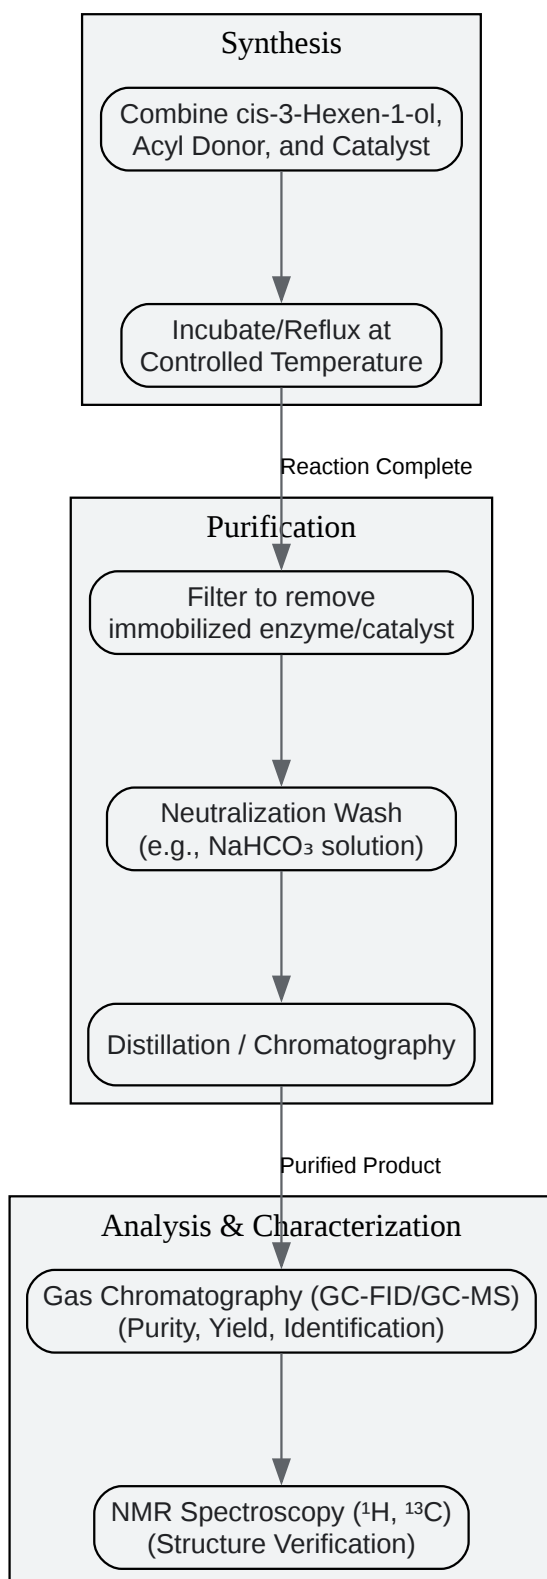 Synthesis
Combine cis-3-Hexen-1-ol,
Acyl Donor, and Catalyst
Incubate/Reflux at
Controlled Temperature
Reaction Complete
Purification
Filter to remove
immobilized enzyme/catalyst
Neutralization Wash
(e.g., NaHCO₃ solution)
Distillation / Chromatography
Purified Product
Analysis & Characterization
Gas Chromatography (GC-FID/GC-MS)
(Purity, Yield, Identification)
NMR Spectroscopy (¹H, ¹³C)
(Structure Verification)